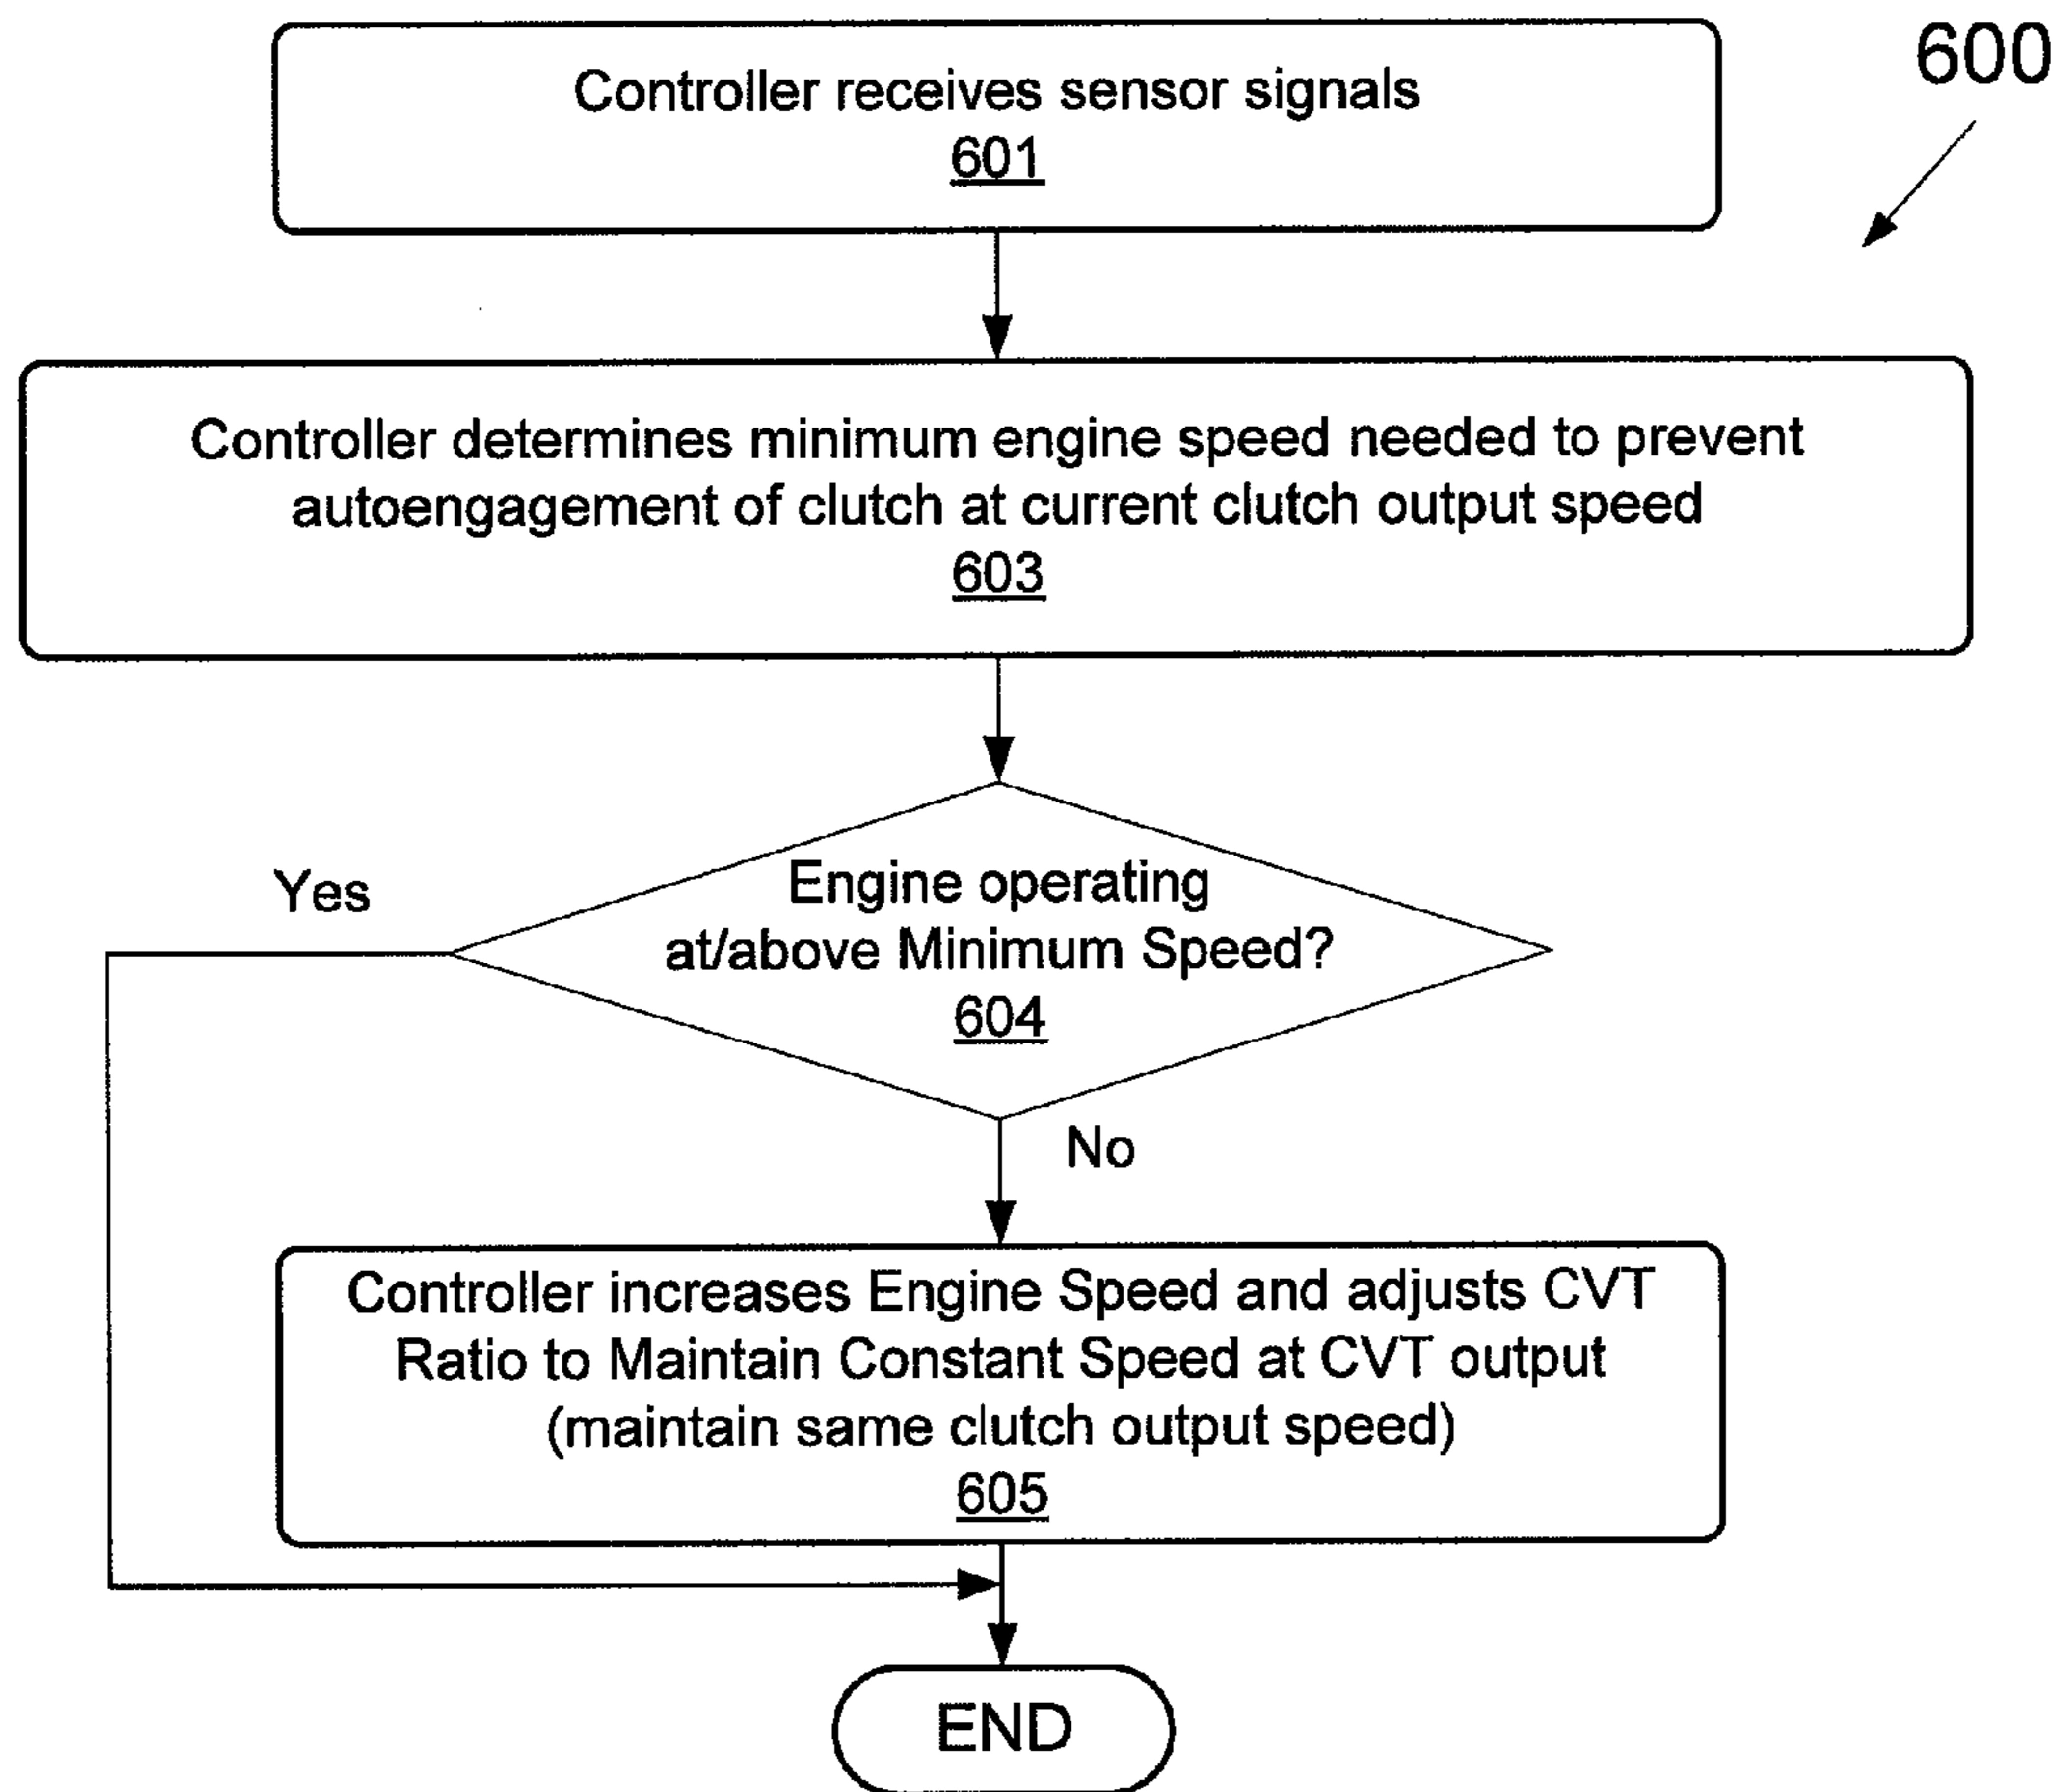 600
Controller receives sensor signals
601
Controller determines minimum engine speed needed to prevent
autoengagement of clutch at current clutch output speed
603
Yes
Engine operating
at/above Minimum Speed?
604
No
Controller increases Engine Speed and adjusts CVT
Ratio to Maintain Constant Speed at CVT output
(maintain same clutch output speed)
605
END